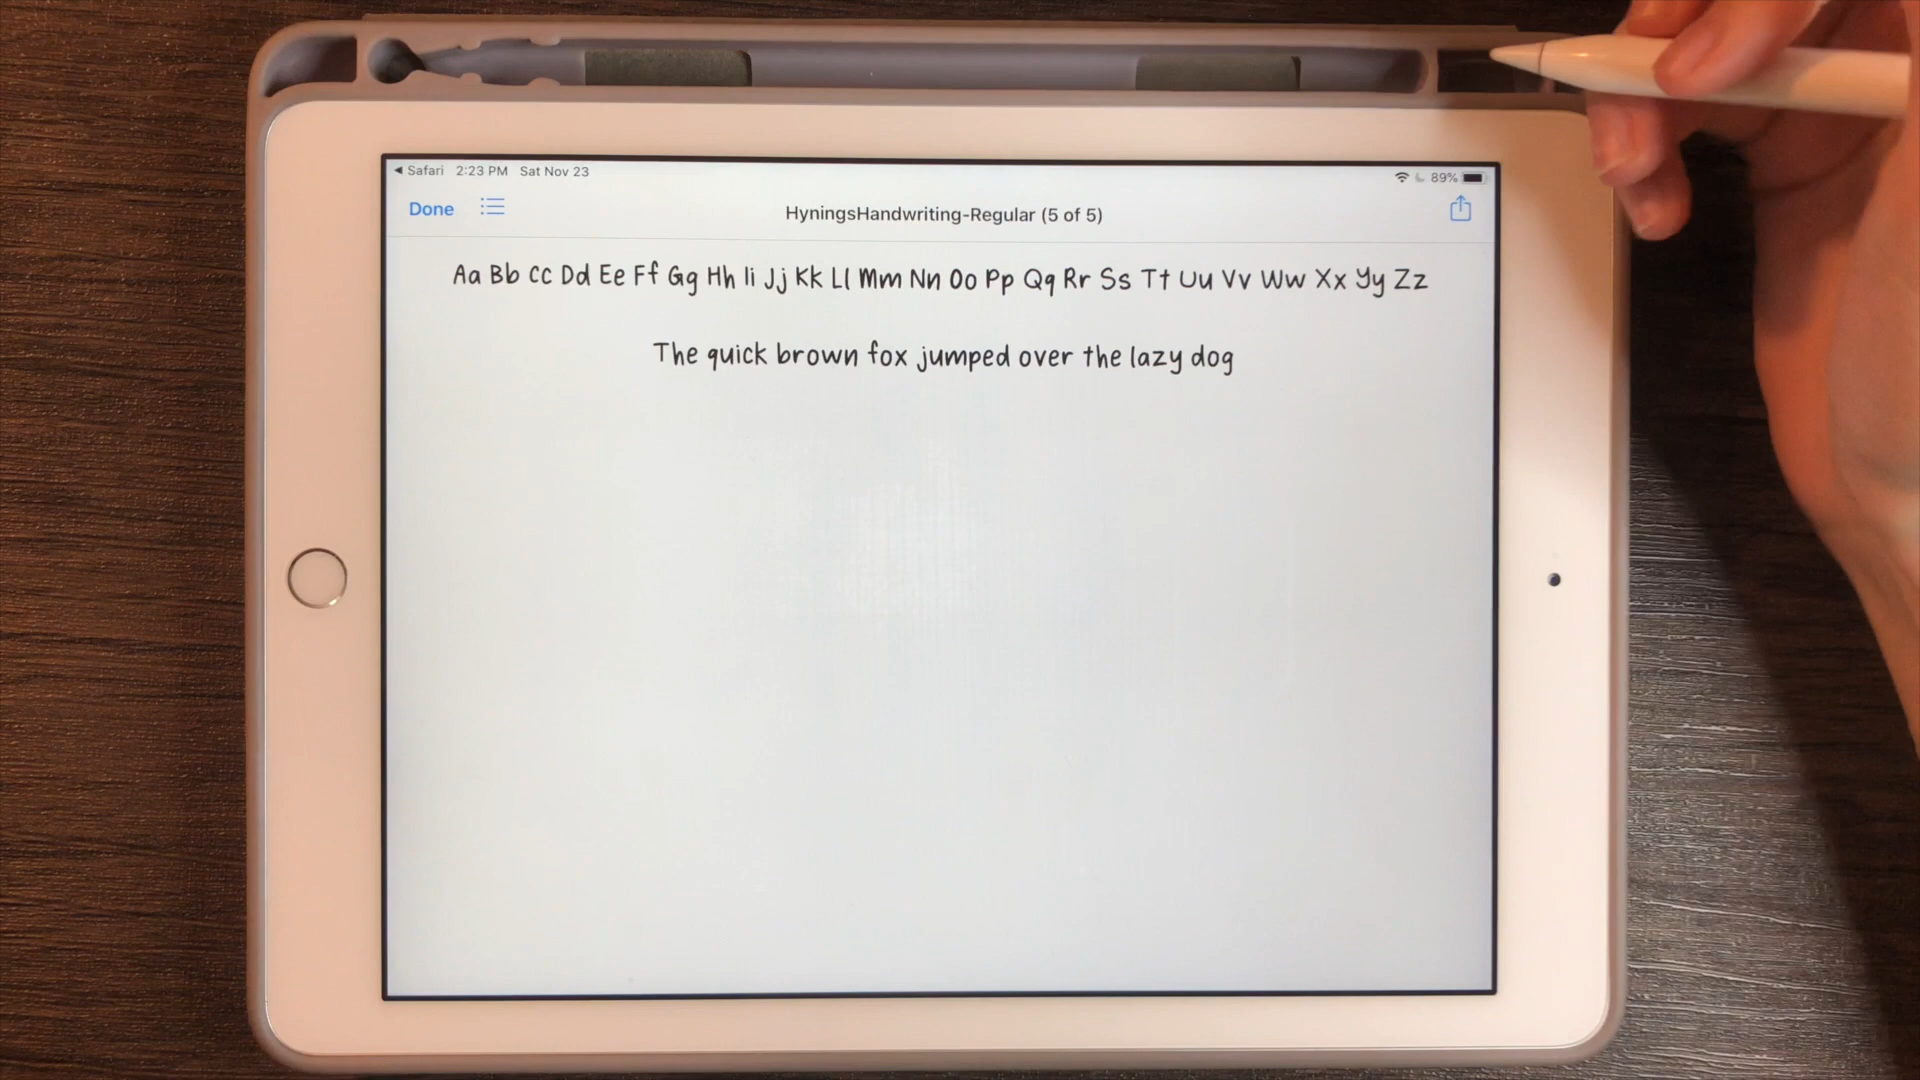 ◀ Safari 2:23 PM Sat Nov 23 89%
Done HyningsHandwriting-Regular (5 of 5)
Aa Bb Cc Dd Ee Ff Gg Hh Ii Jj Kk Ll Mm Nn Oo Pp Qq Rr Ss Tt Uu Vv Ww Xx Yy Zz
The quick brown fox jumped over the lazy dog